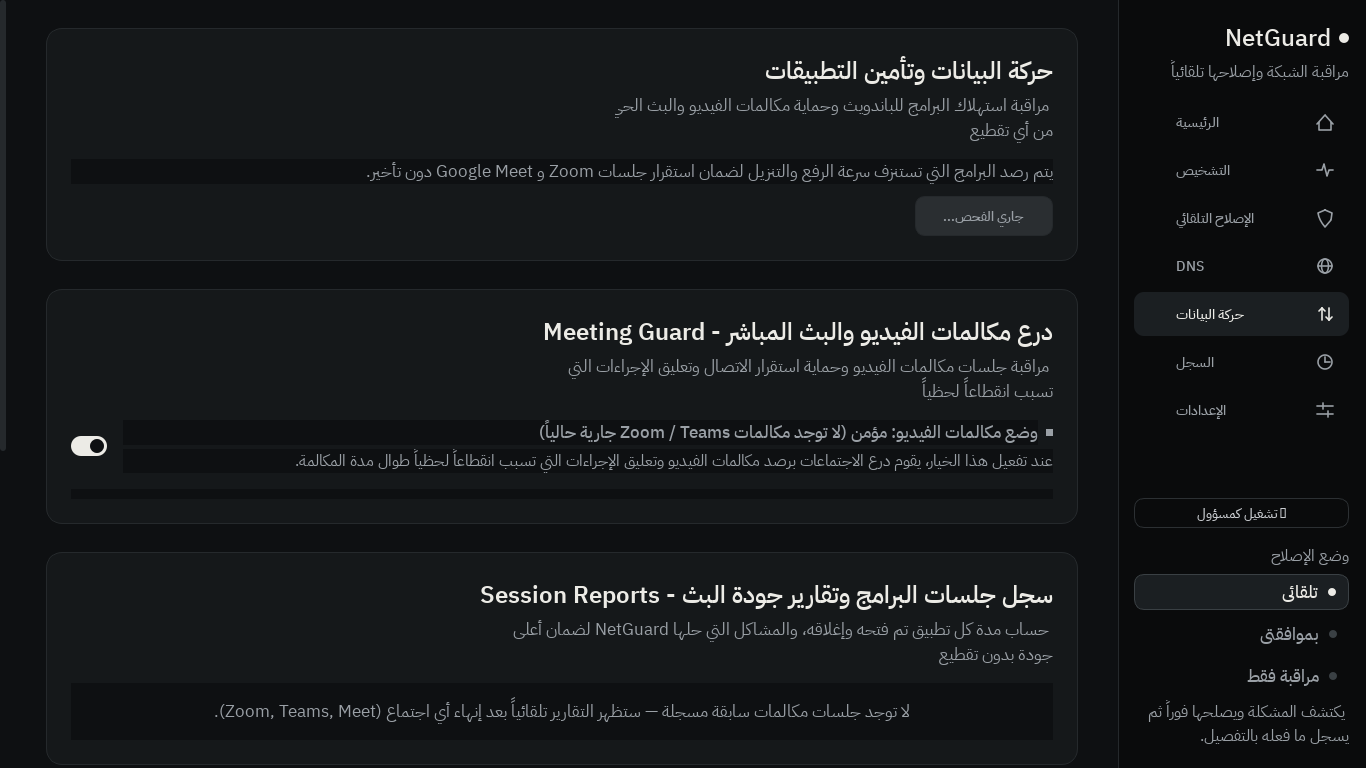 NetGuard
مراقبة الشبكة وإصلاحها تلقائياً
الرئيسية
التشخيص
الإصلاح التلقائي
DNS
حركة البيانات
السجل
الإعدادات
تشغيل كمسؤول
وضع الإصلاح
تلقائي
بموافقتي
مراقبة فقط
يكتشف المشكلة ويصلحها فوراً ثم
يسجل ما فعله بالتفصيل.
حركة البيانات وتأمين التطبيقات
مراقبة استهلاك البرامج للباندويث وحماية مكالمات الفيديو والبث الحي
من أي تقطيع
يتم رصد البرامج التي تستنزف سرعة الرفع والتنزيل لضمان استقرار جلسات Zoom و Google Meet دون تأخير.
جاري الفحص...
درع مكالمات الفيديو والبث المباشر - Meeting Guard
مراقبة جلسات مكالمات الفيديو وحماية استقرار الاتصال وتعليق الإجراءات التي
تسبب انقطاعاً لحظياً
وضع مكالمات الفيديو: مؤمن (لا توجد مكالمات Zoom / Teams جارية حالياً)
عند تفعيل هذا الخيار، يقوم درع الاجتماعات برصد مكالمات الفيديو وتعليق الإجراءات التي تسبب انقطاعاً لحظياً طوال مدة المكالمة.
سجل جلسات البرامج وتقارير جودة البث - Session Reports
حساب مدة كل تطبيق تم فتحه وإغلاقه، والمشاكل التي حلها NetGuard لضمان أعلى
جودة بدون تقطيع
لا توجد جلسات مكالمات سابقة مسجلة — ستظهر التقارير تلقائياً بعد إنهاء أي اجتماع (Zoom, Teams, Meet).